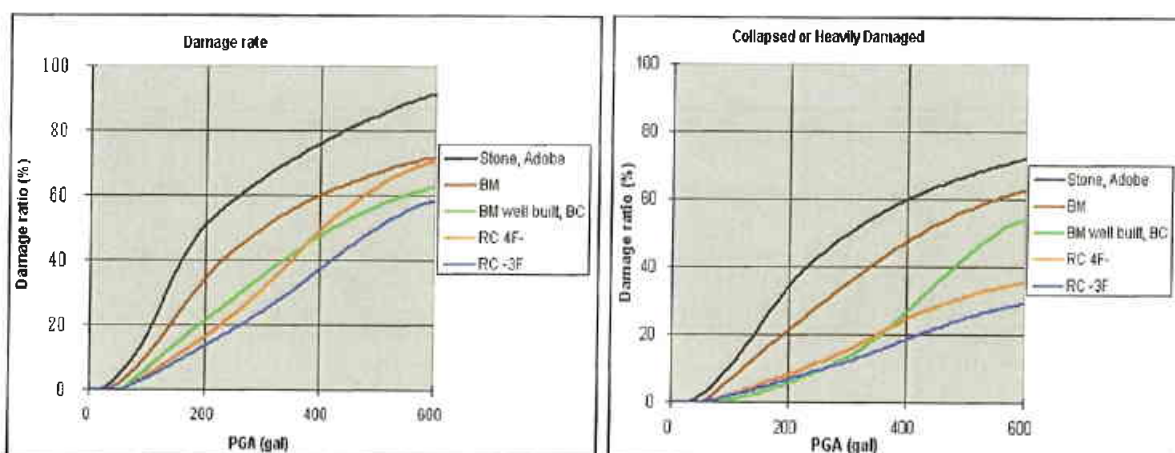 Damage rate
Damage ratio (%)
100
80
60
40
20
0
0 200 400 600
PGA (gal)
Stone, Adobe
BM
BM well built, BC
RC 4F-
RC -3F
Collapsed or Heavily Damaged
Damage ratio (%)
100
80
60
40
20
0
0 200 400 600
PGA (gal)
Stone, Adobe
BM
BM well built, BC
RC 4F-
RC -3F